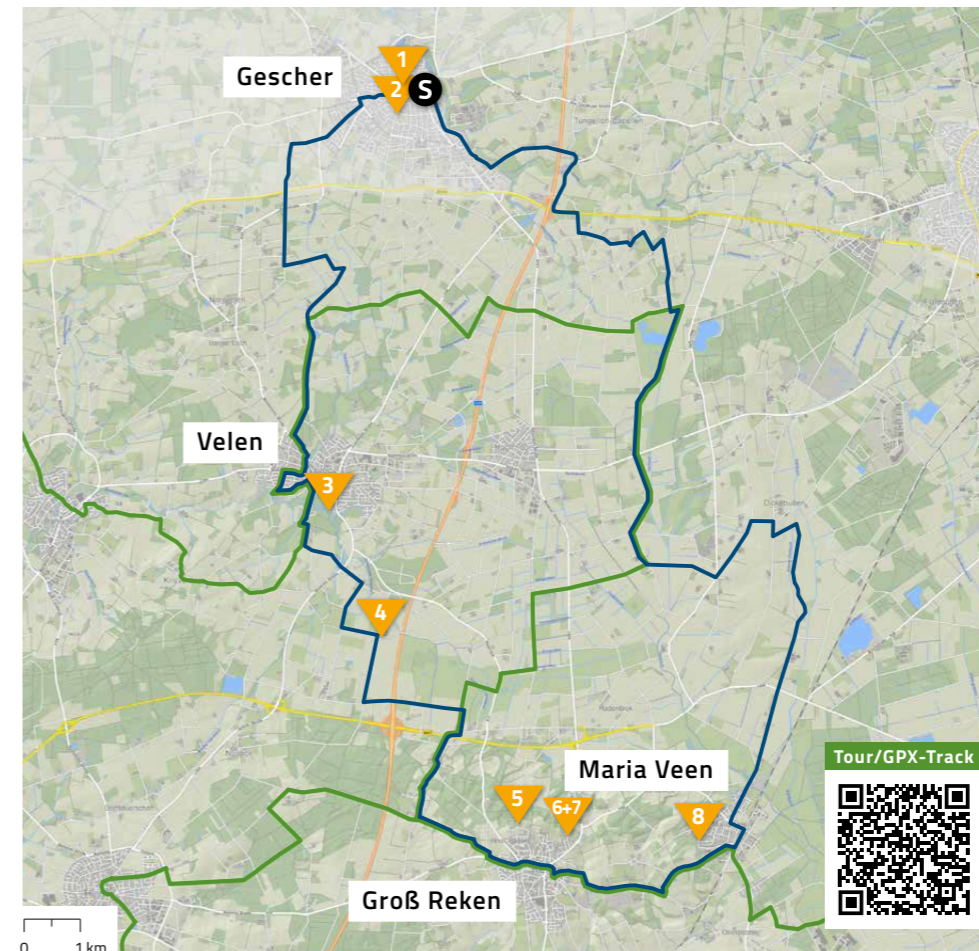 Gescher
1
2
S
Velen
3
4
Maria Veen
5
6+7
8
Groß Reken
Tour/GPX-Track
0 1 km